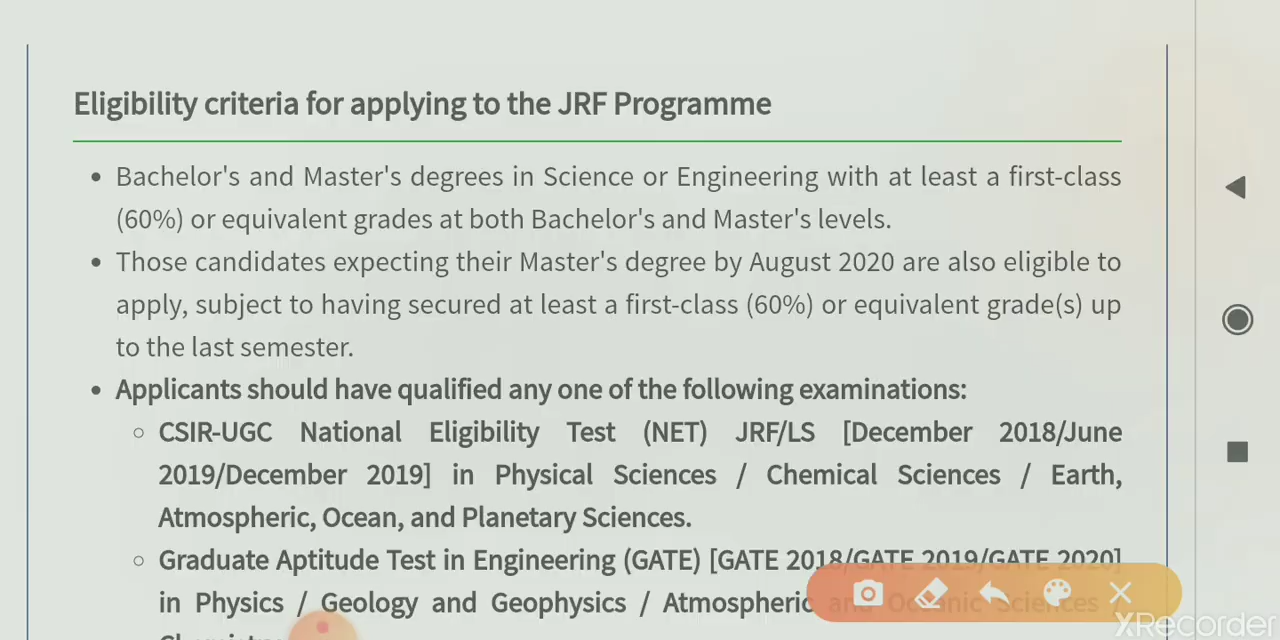 Eligibility criteria for applying to the JRF Programme
• Bachelor's and Master's degrees in Science or Engineering with at least a first-class
(60%) or equivalent grades at both Bachelor's and Master's levels.
• Those candidates expecting their Master's degree by August 2020 are also eligible to
apply, subject to having secured at least a first-class (60%) or equivalent grade(s) up
to the last semester.
• Applicants should have qualified any one of the following examinations:
○ CSIR-UGC National Eligibility Test (NET) JRF/LS [December 2018/June
2019/December 2019] in Physical Sciences / Chemical Sciences / Earth,
Atmospheric, Ocean, and Planetary Sciences.
○ Graduate Aptitude Test in Engineering (GATE) [GATE 2018/GATE 2019/GATE 2020]
in Physics / Geology and Geophysics / Atmospheric and Oceanic Sciences /
XRecorder